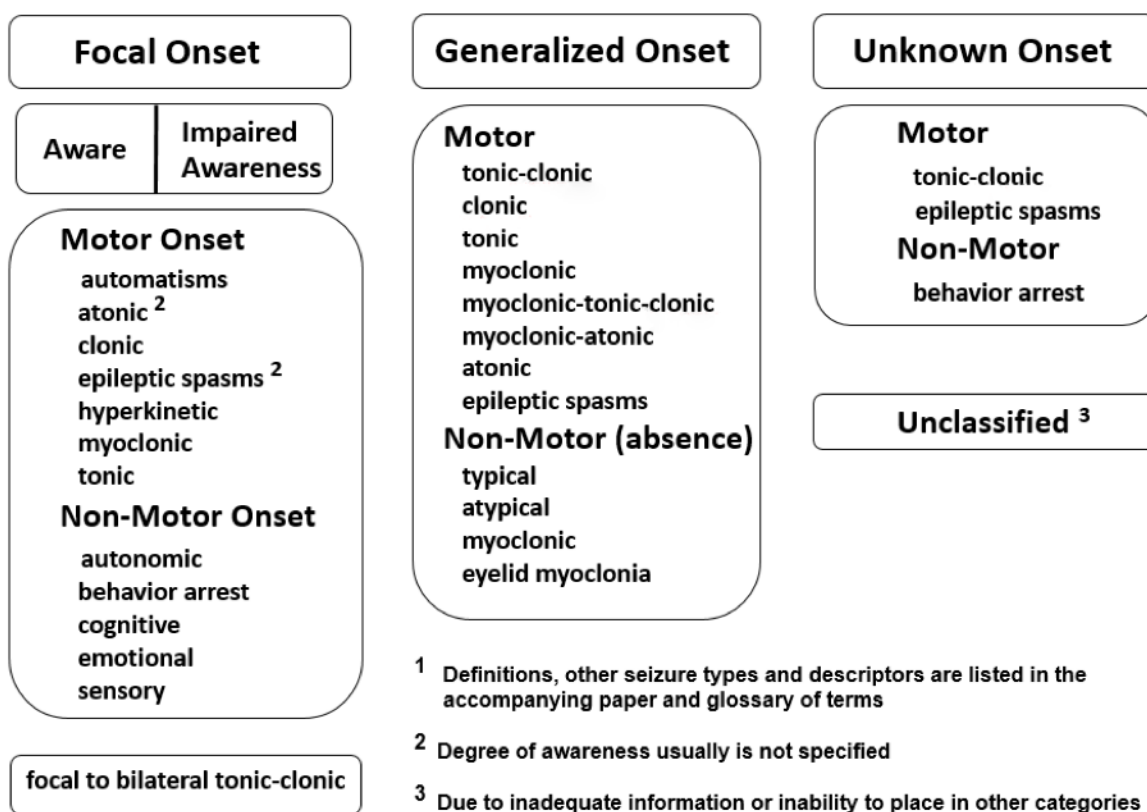 Focal Onset
Aware
Impaired
Awareness
Motor Onset
automatisms
atonic ²
clonic
epileptic spasms ²
hyperkinetic
myoclonic
tonic
Non-Motor Onset
autonomic
behavior arrest
cognitive
emotional
sensory
focal to bilateral tonic-clonic
Generalized Onset
Motor
tonic-clonic
clonic
tonic
myoclonic
myoclonic-tonic-clonic
myoclonic-atonic
atonic
epileptic spasms
Non-Motor (absence)
typical
atypical
myoclonic
eyelid myoclonia
Unknown Onset
Motor
tonic-clonic
epileptic spasms
Non-Motor
behavior arrest
Unclassified ³
¹ Definitions, other seizure types and descriptors are listed in the
accompanying paper and glossary of terms
² Degree of awareness usually is not specified
³ Due to inadequate information or inability to place in other categories